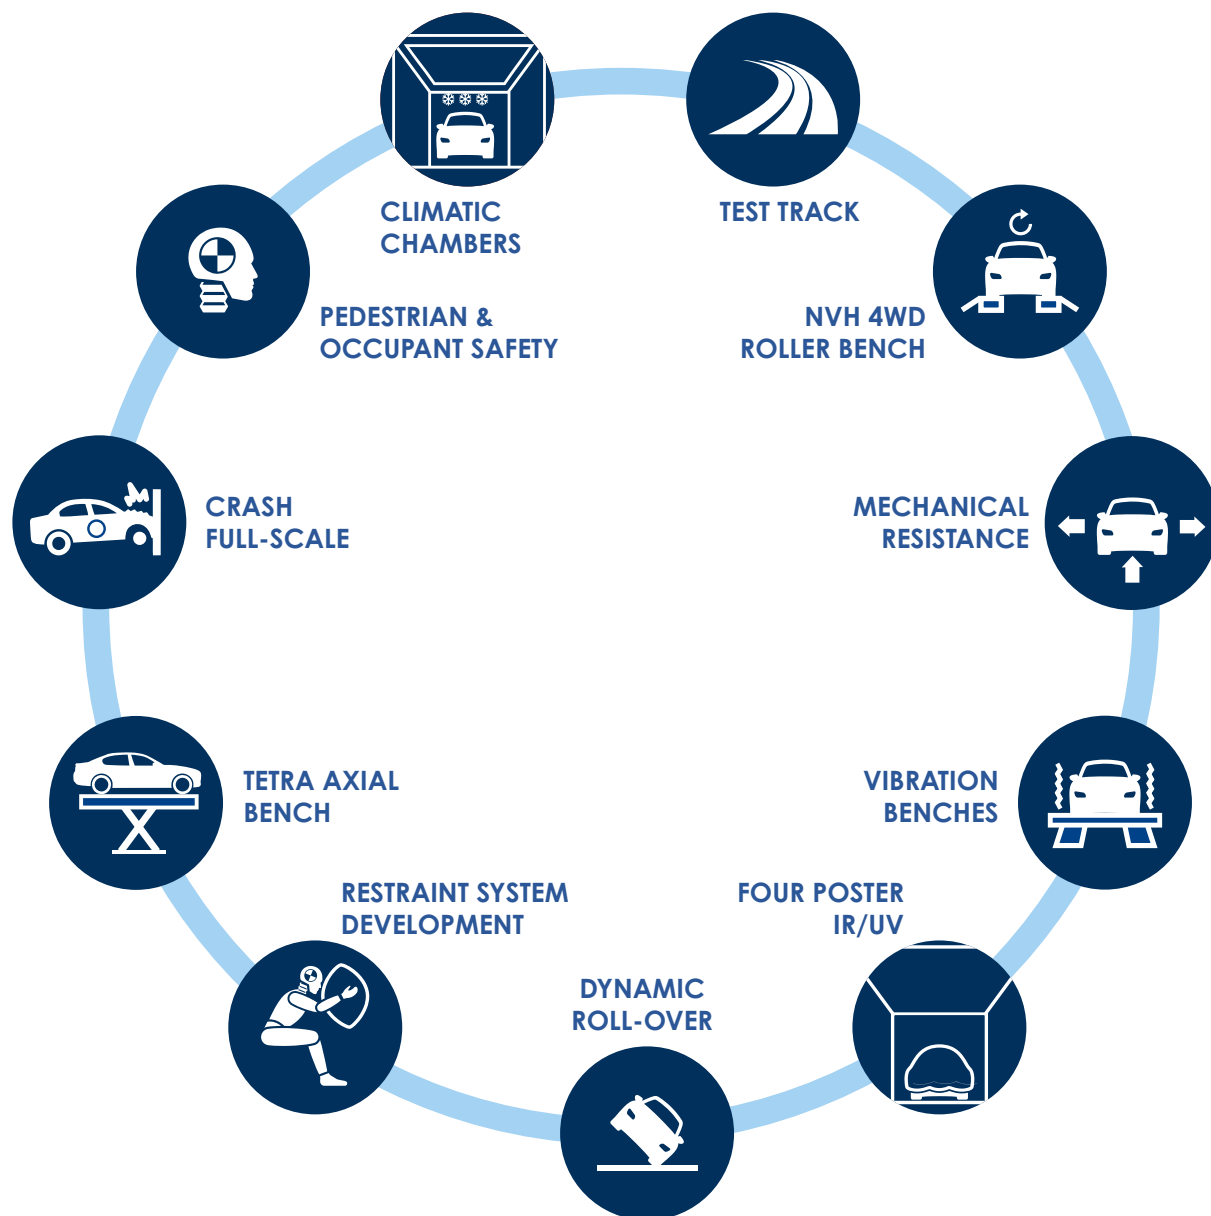 CLIMATIC
CHAMBERS
TEST TRACK
PEDESTRIAN &
OCCUPANT SAFETY
NVH 4WD
ROLLER BENCH
CRASH
FULL-SCALE
MECHANICAL
RESISTANCE
TETRA AXIAL
BENCH
VIBRATION
BENCHES
RESTRAINT SYSTEM
DEVELOPMENT
FOUR POSTER
IR/UV
DYNAMIC
ROLL-OVER